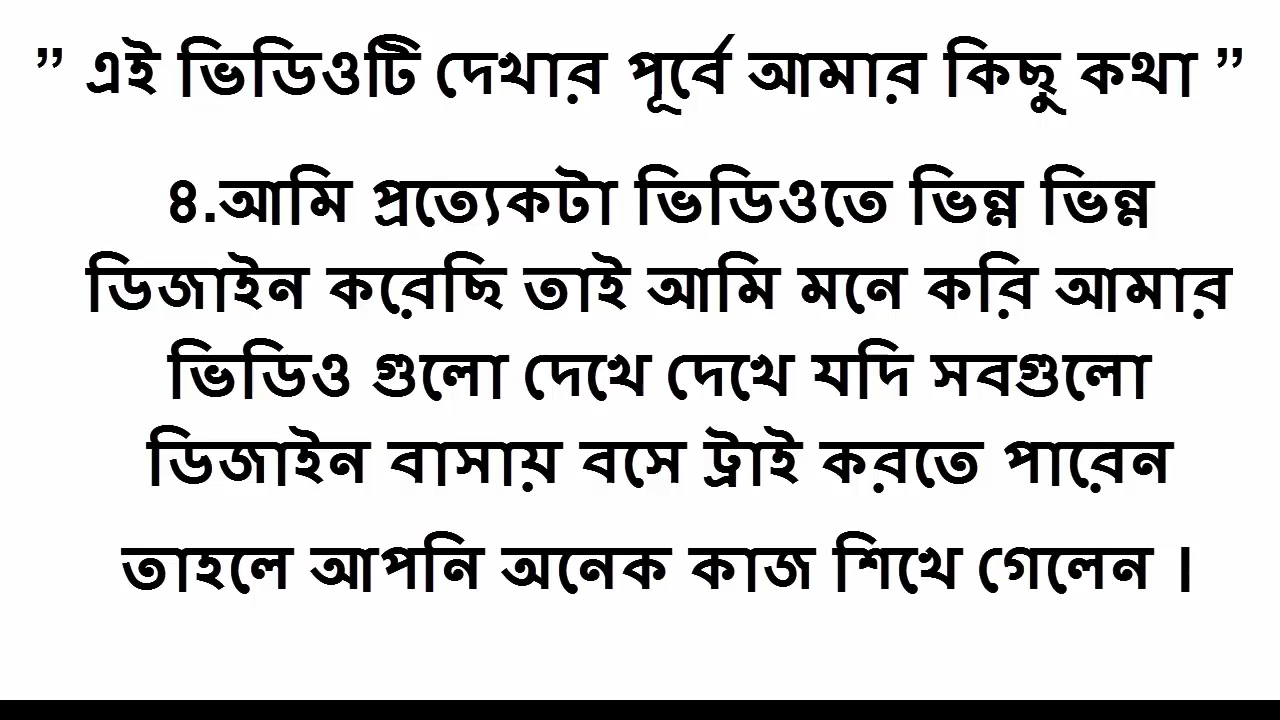 ” এই ভিডিওটি দেখার পূর্বে আমার কিছু কথা ”
৪.আমি প্রত্যেকটা ভিডিওতে ভিন্ন ভিন্ন
ডিজাইন করেছি তাই আমি মনে করি আমার
ভিডিও গুলো দেখে দেখে যদি সবগুলো
ডিজাইন বাসায় বসে ট্রাই করতে পারেন
তাহলে আপনি অনেক কাজ শিখে গেলেন ।